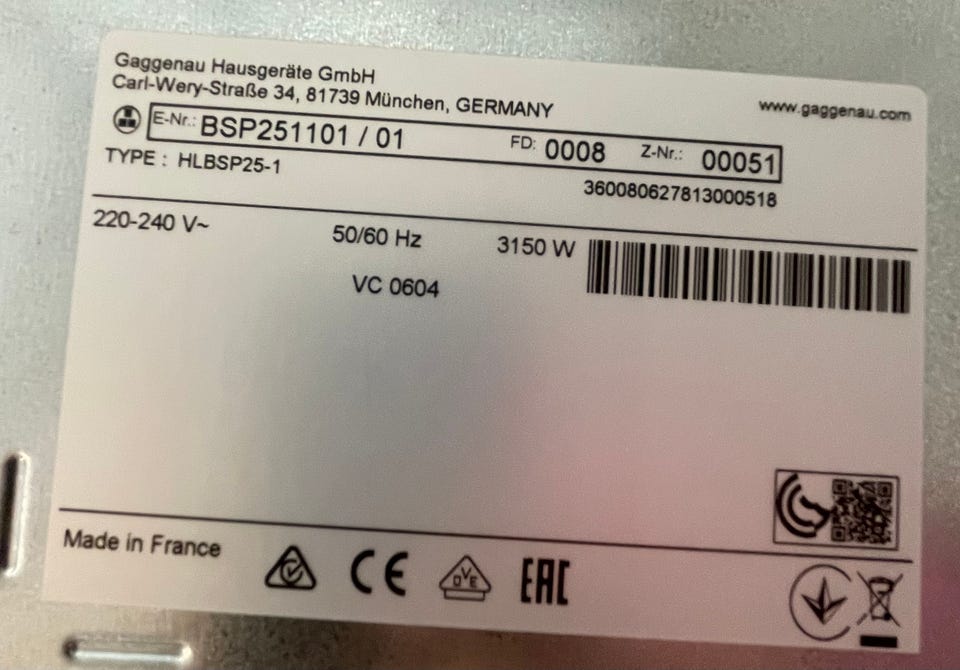 Gaggenau Hausgeräte GmbH
Carl-Wery-Straße 34, 81739 München, GERMANY
www.gaggenau.com
E-Nr.: BSP251101 / 01 FD: 0008 Z-Nr.: 00051
TYPE : HLBSP25-1
360080627813000518
220-240 V~ 50/60 Hz 3150 W
VC 0604
Made in France
CE
OVE
EAC